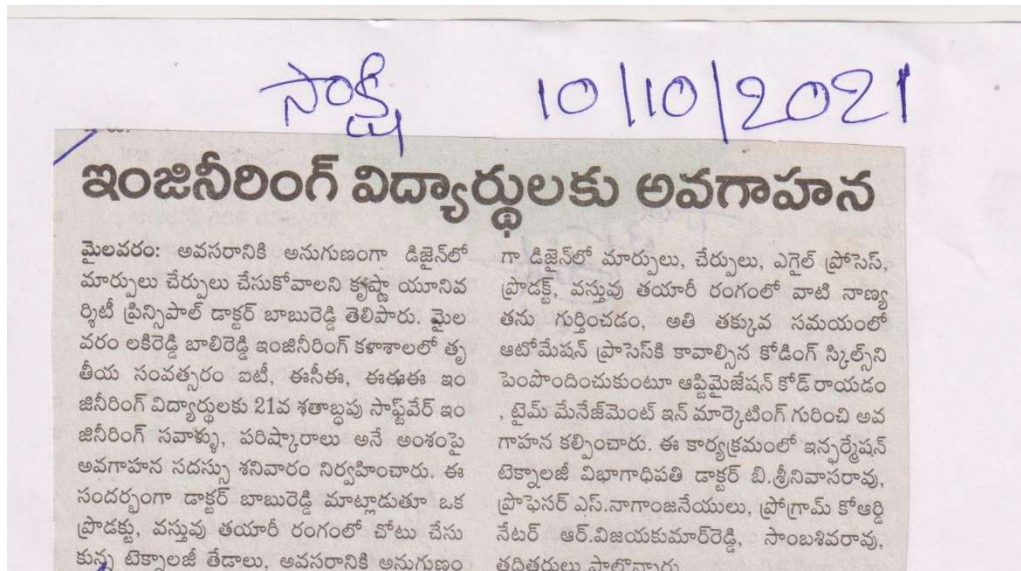 సాక్షి 10/10/2021
ఇంజినీరింగ్ విద్యార్థులకు అవగాహన
మైలవరం: అవసరానికి అనుగుణంగా డిజైన్‌లో
మార్పులు చేర్పులు చేసుకోవాలని కృష్ణా యూనివ
ర్శిటీ ప్రిన్సిపాల్ డాక్టర్ బాబురెడ్డి తెలిపారు. మైల
వరం లకిరెడ్డి బాలిరెడ్డి ఇంజినీరింగ్ కళాశాలలో తృ
తీయ సంవత్సరం ఐటీ, ఈసీఈ, ఈఈఈ ఇం
జినీరింగ్ విద్యార్థులకు 21వ శతాబ్దపు సాఫ్ట్‌వేర్ ఇం
జినీరింగ్ సవాళ్ళు, పరిష్కారాలు అనే అంశంపై
అవగాహన సదస్సు శనివారం నిర్వహించారు. ఈ
సందర్భంగా డాక్టర్ బాబురెడ్డి మాట్లాడుతూ ఒక
ప్రొడక్టు, వస్తువు తయారీ రంగంలో చోటు చేసు
కున్న టెక్నాలజీ తేడాలు, అవసరానికి అనుగుణం
గా డిజైన్‌లో మార్పులు, చేర్పులు, ఎగైల్ ప్రోసెస్,
ప్రొడక్ట్, వస్తువు తయారీ రంగంలో వాటి నాణ్య
తను గుర్తించడం, అతి తక్కువ సమయంలో
ఆటోమేషన్ ప్రాసెస్‌కి కావాల్సిన కోడింగ్ స్కిల్స్‌ని
పెంపొందించుకుంటూ ఆప్టిమైజేషన్ కోడ్ రాయడం
, టైమ్ మేనేజ్‌మెంట్ ఇన్ మార్కెటింగ్ గురించి అవ
గాహన కల్పించారు. ఈ కార్యక్రమంలో ఇన్ఫర్మేషన్
టెక్నాలజీ విభాగాధిపతి డాక్టర్ బి.శ్రీనివాసరావు,
ప్రొఫెసర్ ఎస్.నాగాంజనేయులు, ప్రోగ్రామ్ కోఆర్డి
నేటర్ ఆర్.విజయకుమార్‌రెడ్డి, సాంబశివరావు,
తదితరులు పాల్గొన్నారు.